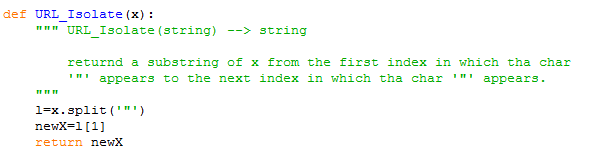 def URL_Isolate(x):
    """ URL_Isolate(string) --> string

        returnd a substring of x from the first index in which tha char
        '"' appears to the next index in which tha char '"' appears.
    """
    l=x.split('"')
    newX=l[1]
    return newX